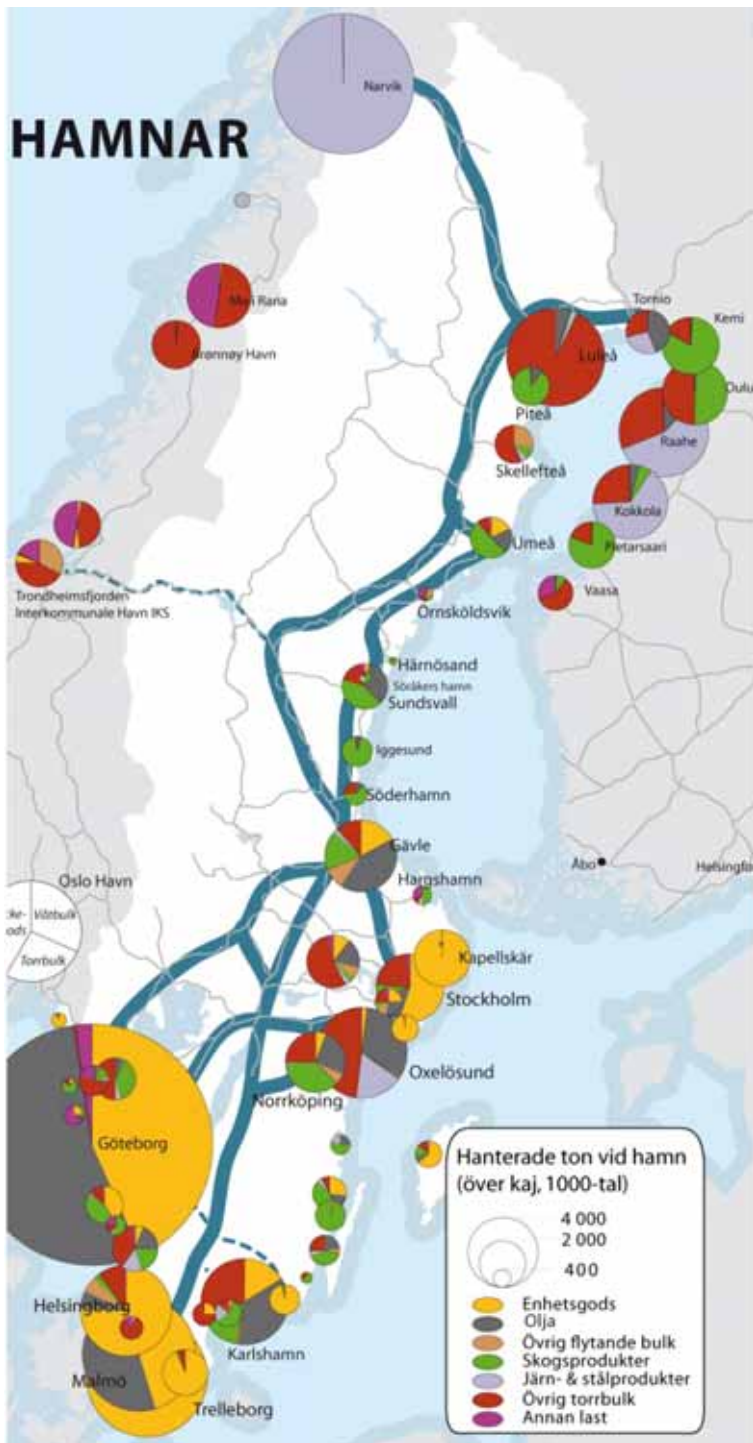 HAMNAR
Narvik
Mo i Rana
Brønnøy Havn
Tornio
Kemi
Luleå
Oulu
Piteå
Raahe
Skellefteå
Kokkola
Umeå
Pietarsaari
Trondheimsfjorden
Interkommunale Havn IKS
Vaasa
Örnsköldsvik
Härnösand
Söråkers hamn
Sundsvall
Iggesund
Söderhamn
Gävle
Åbo
Helsingfo
Oslo Havn
Hargshamn
Våtbulk
Torrbulk
Kapellskär
Stockholm
Oxelösund
Norrköping
Göteborg
Helsingborg
Karlshamn
Malmö
Trelleborg
Hanterade ton vid hamn
(över kaj, 1000-tal)
4 000
2 000
400
Enhetsgods
Olja
Övrig flytande bulk
Skogsprodukter
Järn- & stålprodukter
Övrig torrbulk
Annan last